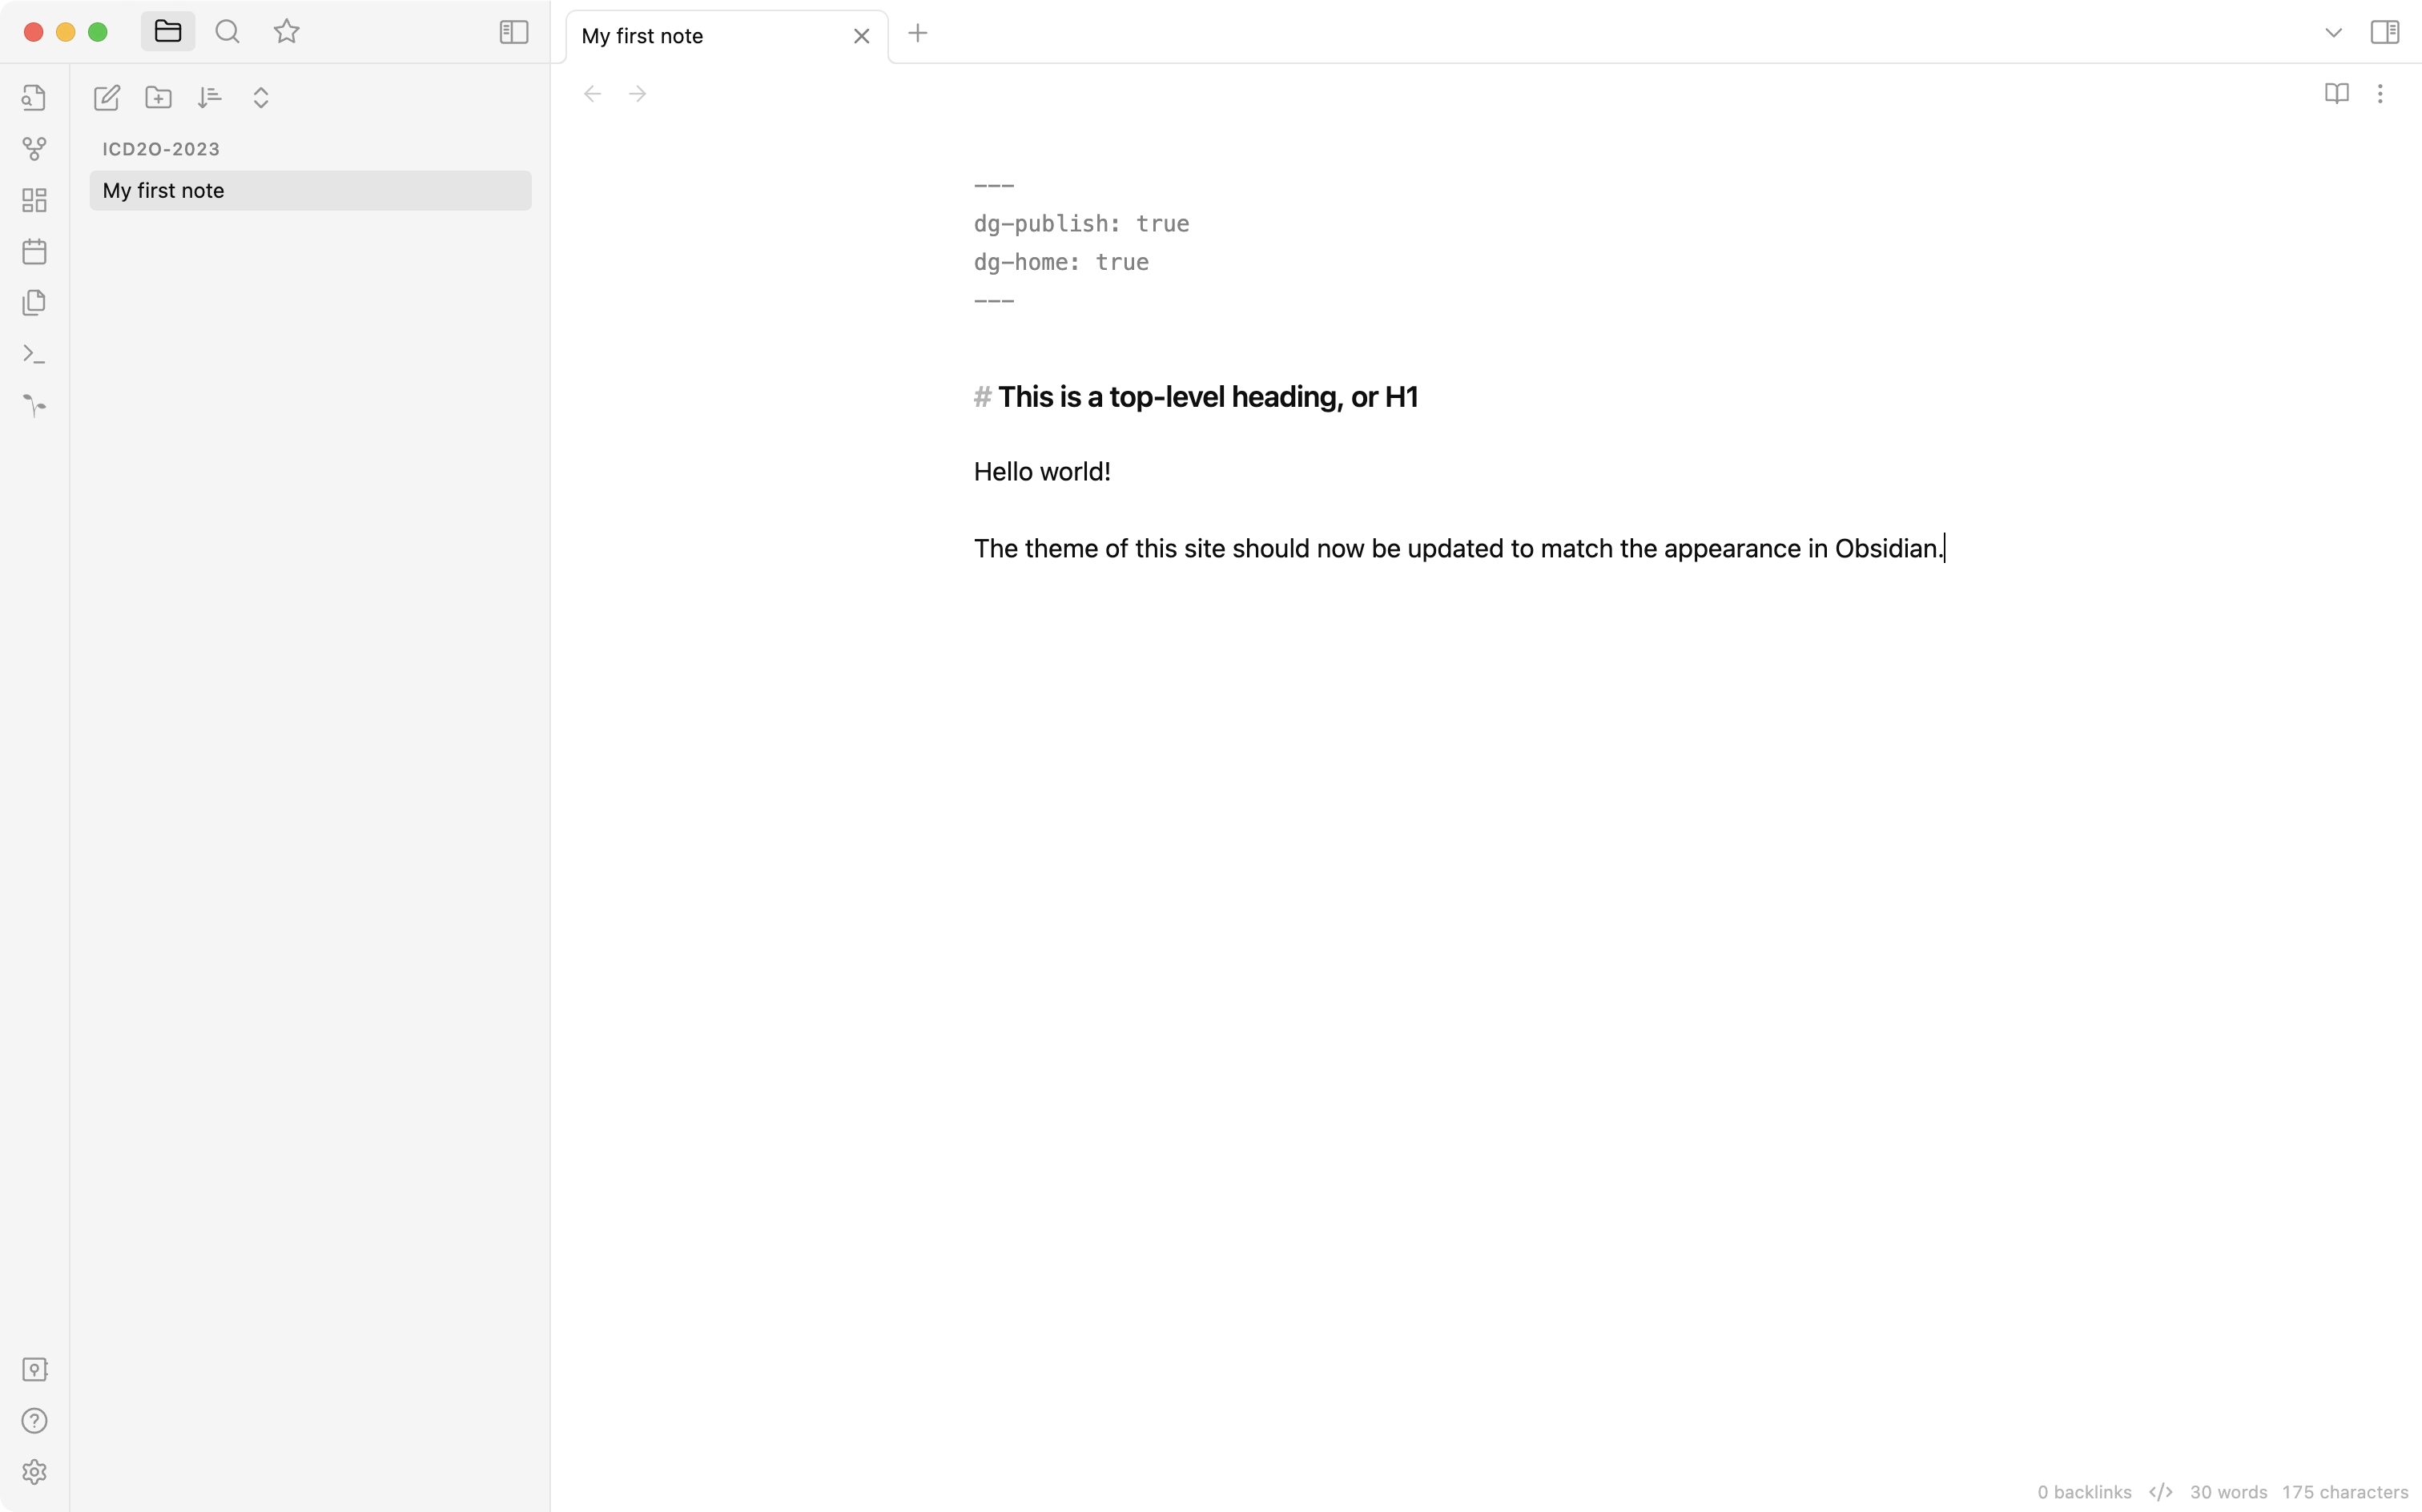 My first note
ICD2O-2023
My first note
---
dg-publish: true
dg-home: true
---
# This is a top-level heading, or H1
Hello world!
The theme of this site should now be updated to match the appearance in Obsidian.
0 backlinks </> 30 words 175 characters